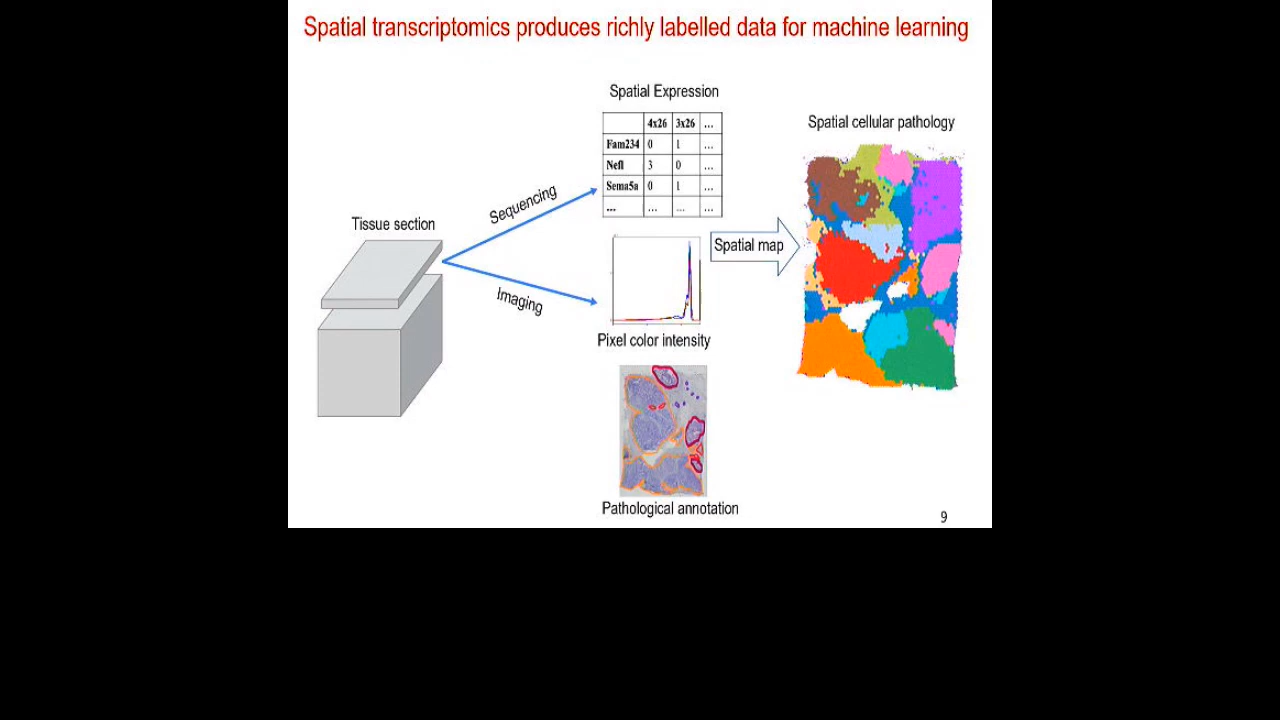 Spatial transcriptomics produces richly labelled data for machine learning
Spatial Expression
4x26 3x26 ...
Fam234 0 1 ...
Nefl 3 0 ...
Sema5a 0 1 ...
... ... ... ...
Spatial cellular pathology
Sequencing
Tissue section
Spatial map
Imaging
Pixel color intensity
Pathological annotation
9